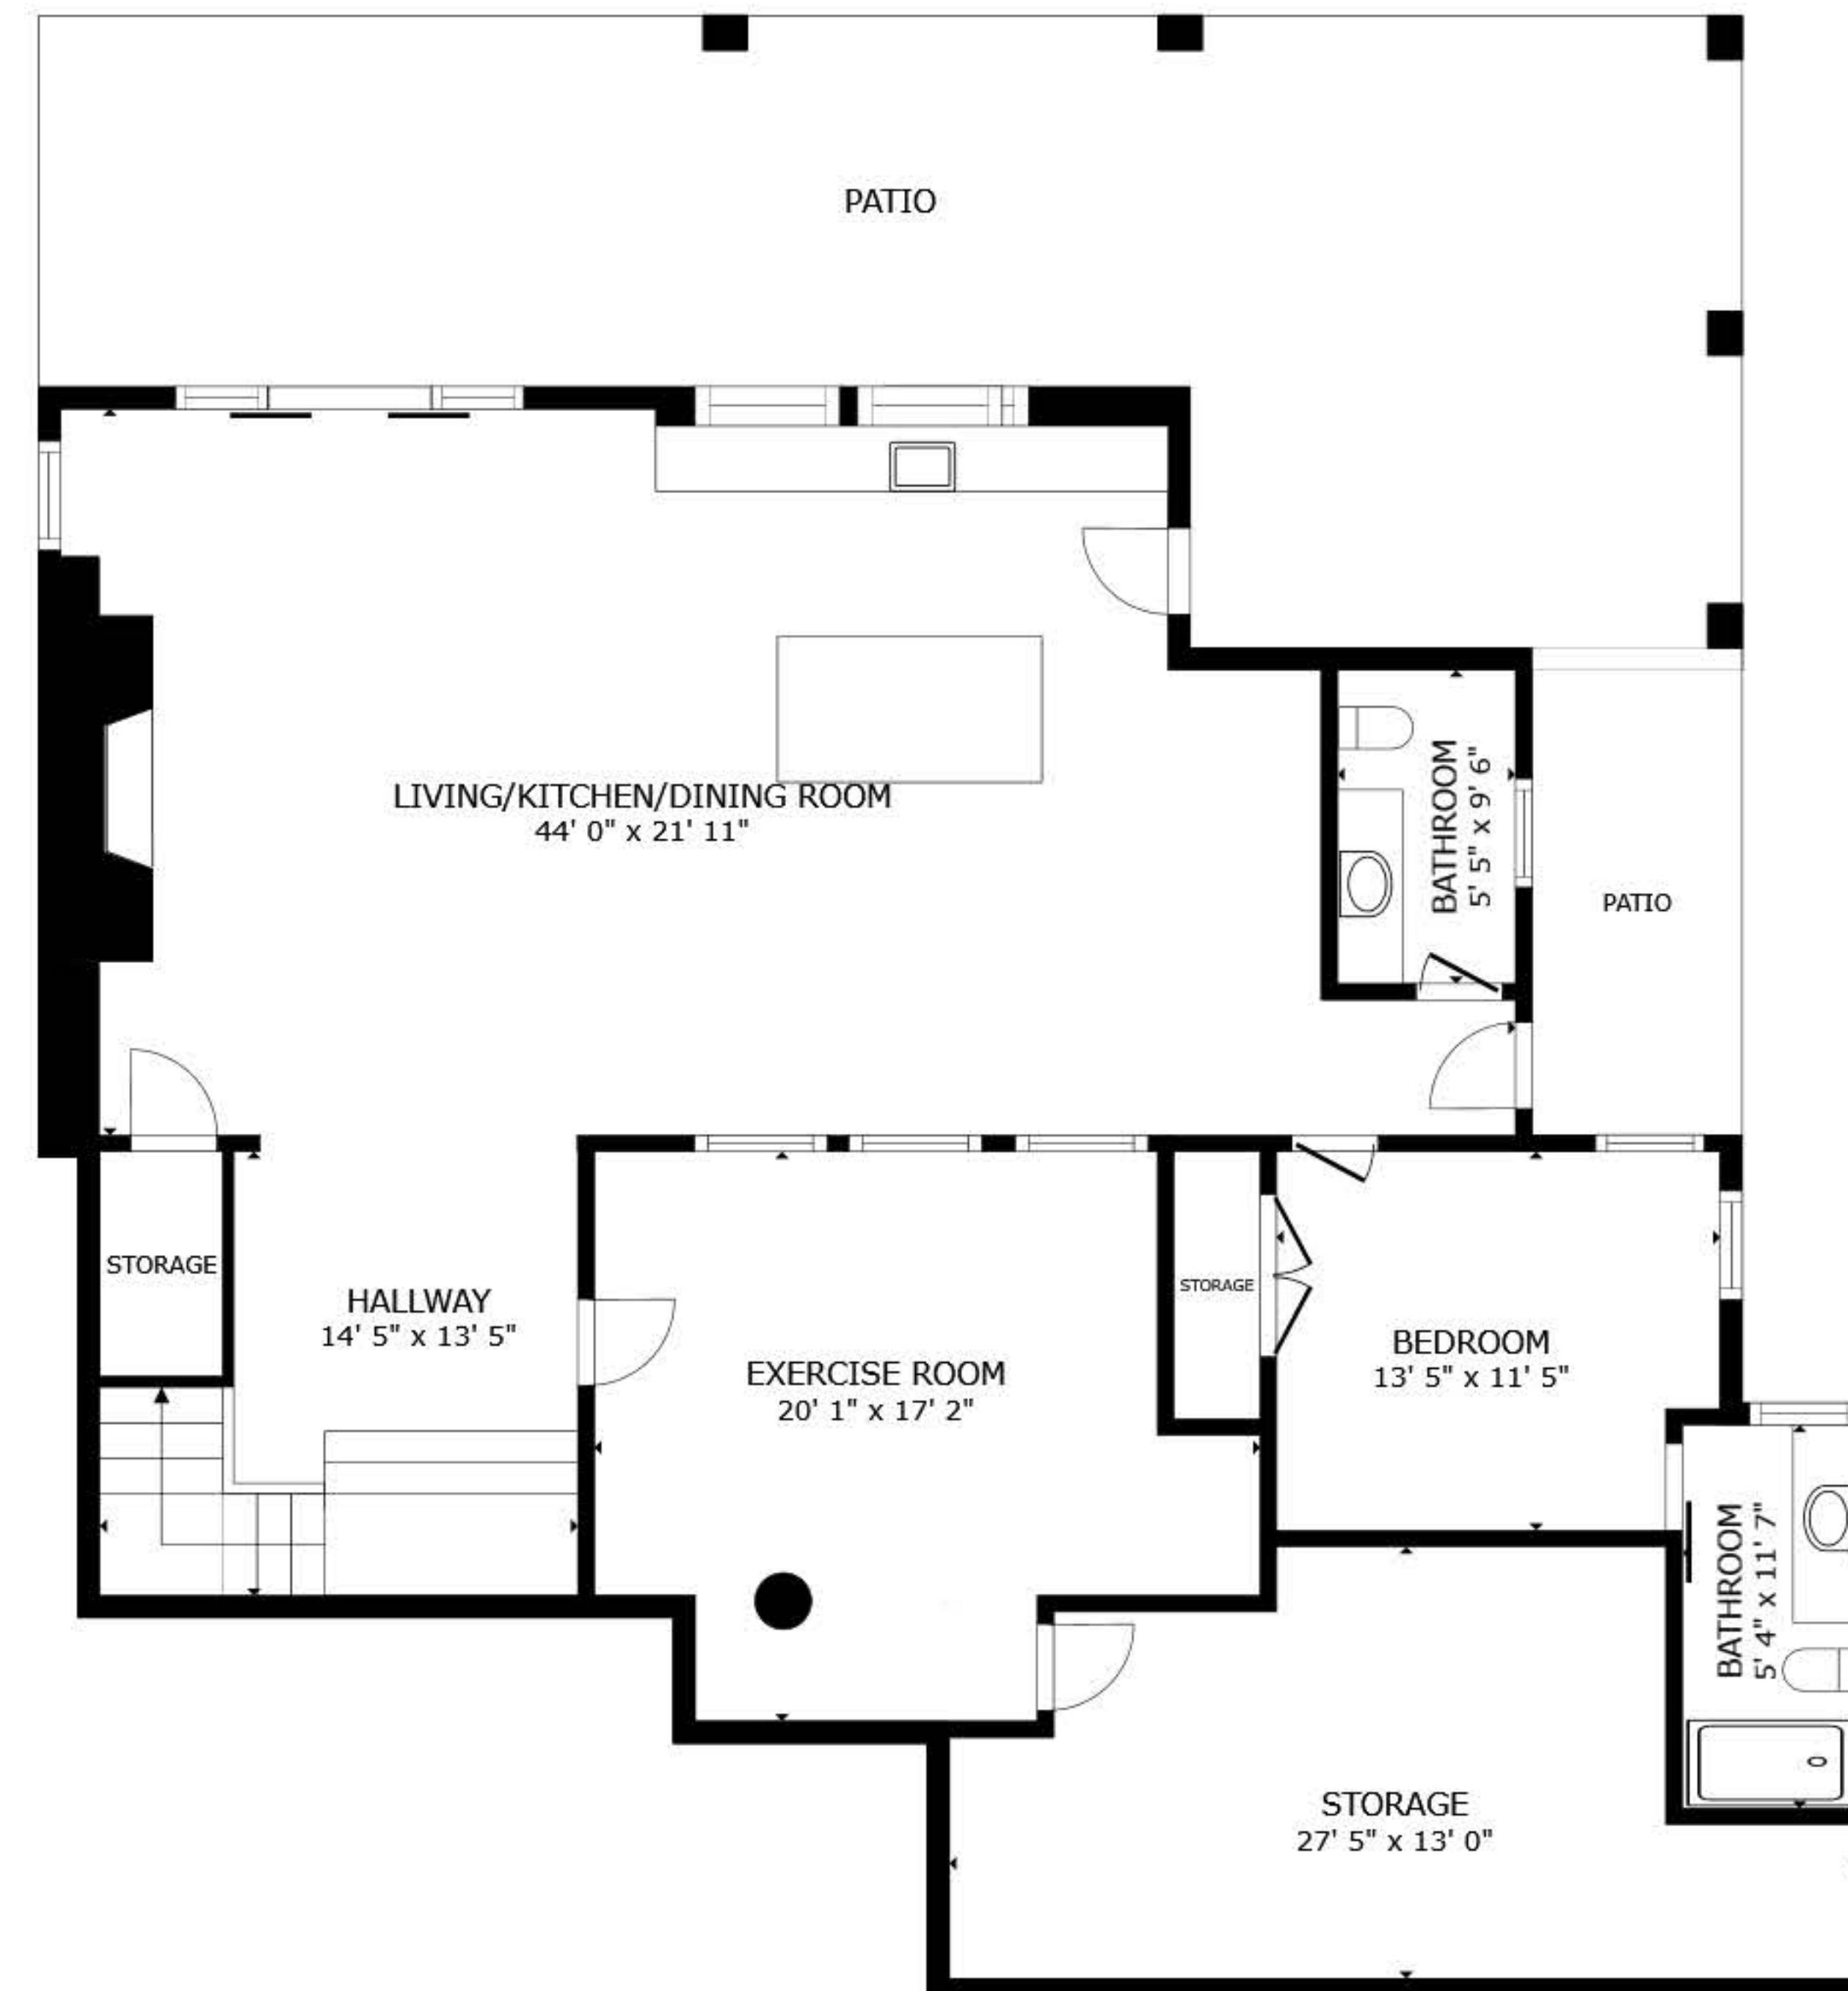 PATIO
LIVING/KITCHEN/DINING ROOM
44' 0" x 21' 11"
BATHROOM
5' 5" x 9' 6"
PATIO
STORAGE
HALLWAY
14' 5" x 13' 5"
EXERCISE ROOM
20' 1" x 17' 2"
STORAGE
BEDROOM
13' 5" x 11' 5"
BATHROOM
5' 4" x 11' 7"
STORAGE
27' 5" x 13' 0"